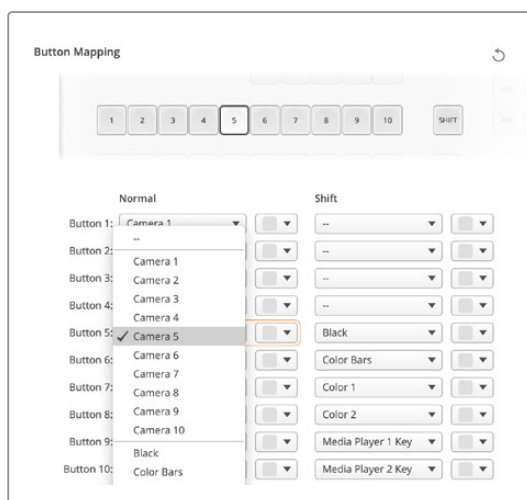 Button Mapping
1 2 3 4 5 6 7 8 9 10 SHIFT
Normal Shift
Button 1: Camera 1 --
Button 2: --
--
Button 3: --
Camera 1
Camera 2
Button 4: --
Camera 3
Camera 4
Button 5: Camera 5 Black
Button 6: Camera 6 Color Bars
Button 7: Camera 7 Color 1
Camera 8
Button 8: Camera 9 Color 2
Camera 10
Button 9: Black Media Player 1 Key
Button 10: Color Bars Media Player 2 Key